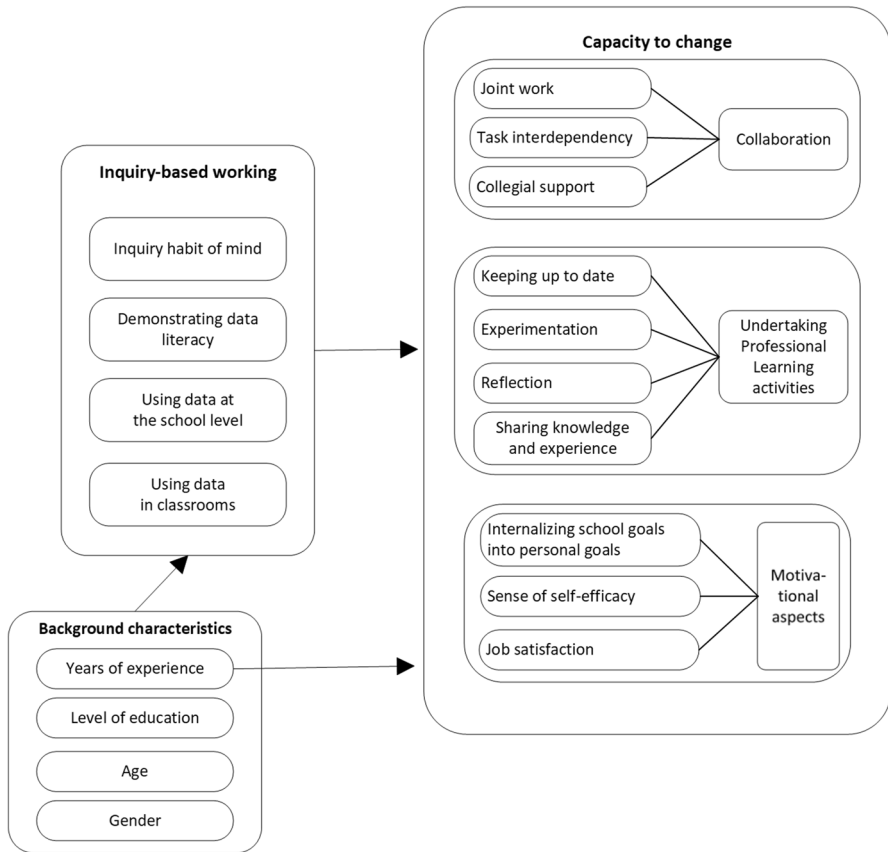 Capacity to change
Joint work
Task interdependency
Collegial support
Collaboration
Inquiry-based working
Inquiry habit of mind
Demonstrating data
literacy
Using data at
the school level
Using data
in classrooms
Keeping up to date
Experimentation
Reflection
Sharing knowledge
and experience
Undertaking
Professional
Learning
activities
Internalizing school goals
into personal goals
Sense of self-efficacy
Job satisfaction
Motiva-
tional
aspects
Background characteristics
Years of experience
Level of education
Age
Gender